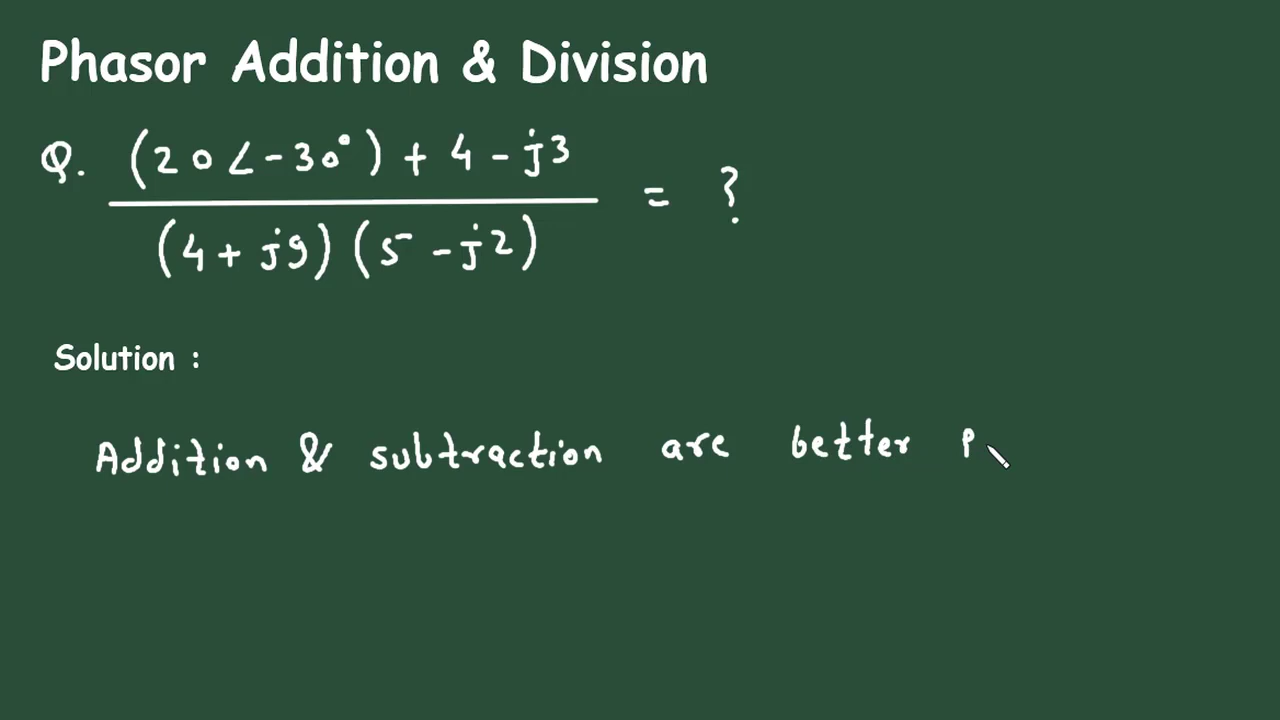 Phasor Addition & Division
Q. (20∠-30°) + 4 - j3
= ?
(4 + j9) (5 - j2)
Solution :
Addition & subtraction are better P